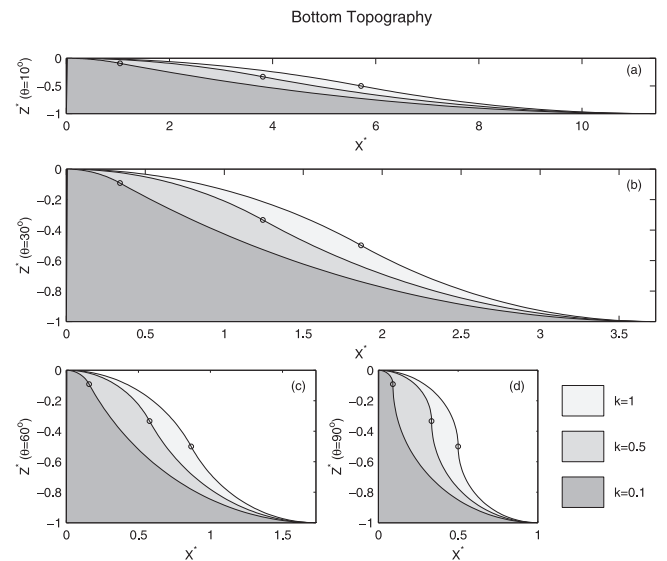 Bottom Topography
0
−0.5
−1
Z* (θ=10°)
(a)
0 2 4 6 8 10
X*
0
−0.2
−0.4
−0.6
−0.8
−1
Z* (θ=30°)
(b)
0 0.5 1 1.5 2 2.5 3 3.5
X*
0
−0.2
−0.4
−0.6
−0.8
−1
Z* (θ=60°)
(c)
0 0.5 1 1.5
X*
0
−0.2
−0.4
−0.6
−0.8
−1
Z* (θ=90°)
(d)
0 0.5 1
X*
k=1
k=0.5
k=0.1